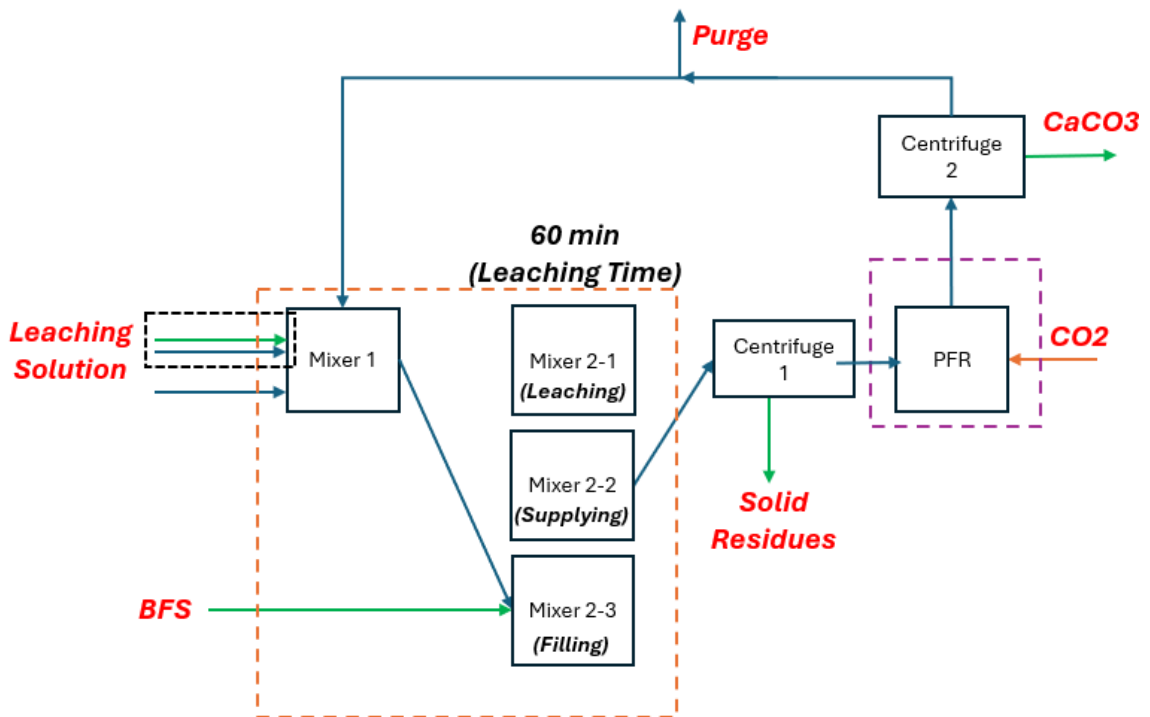 Purge
CaCO3
Centrifuge
2
60 min
(Leaching Time)
Leaching
Solution
Mixer 1
Mixer 2-1
(Leaching)
Centrifuge
1
PFR
CO2
Mixer 2-2
(Supplying)
Solid
Residues
BFS
Mixer 2-3
(Filling)